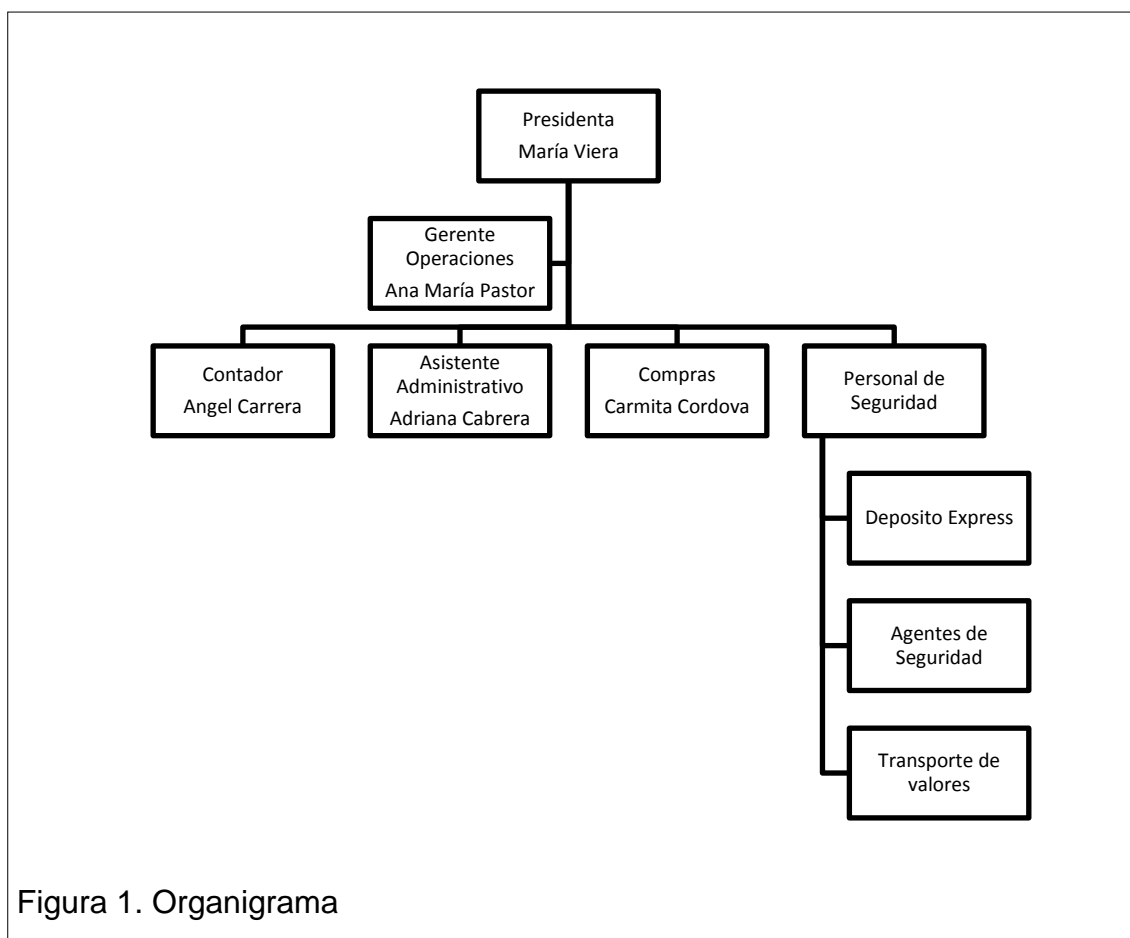 Presidenta
María Viera
Gerente
Operaciones
Ana María Pastor
Contador
Angel Carrera
Asistente
Administrativo
Adriana Cabrera
Compras
Carmita Cordova
Personal de
Seguridad
Deposito Express
Agentes de
Seguridad
Transporte de
valores
Figura 1. Organigrama